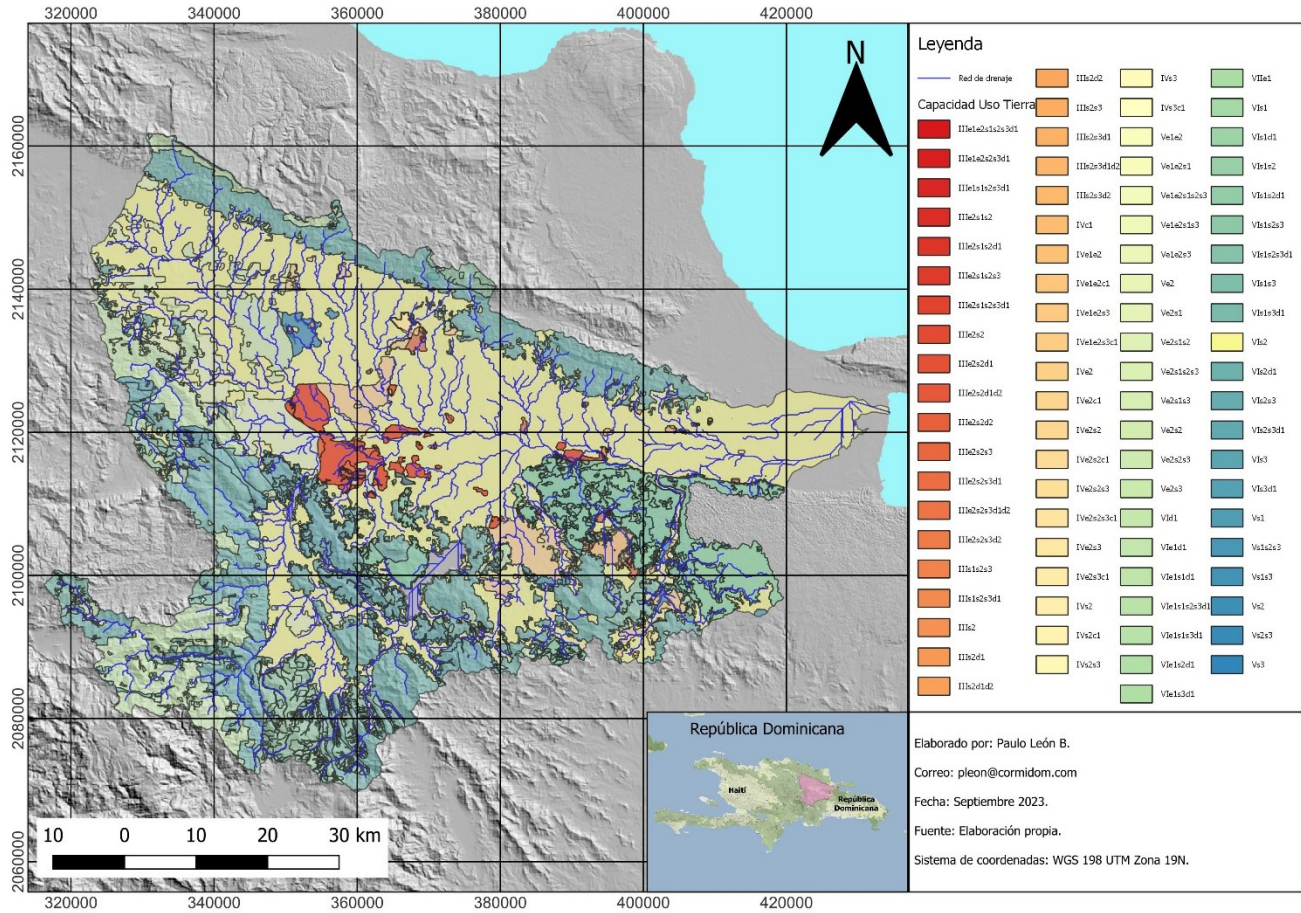 320000 340000 360000 380000 400000 420000
2160000
2140000
2120000
2100000
2080000
2060000
N
10 0 10 20 30 km
320000 340000 360000 380000 400000 420000
República Dominicana
Haití
República
Dominicana
Leyenda
Red de drenaje
Capacidad Uso Tierra
IIIe1e2s1s2s3d1
IIIe1e2s2s3d1
IIIe1s1s2s3d1
IIIe2s1s2
IIIe2s1s2d1
IIIe2s1s2s3
IIIe2s1s2s3d1
IIIe2s2
IIIe2s2d1
IIIe2s2d1d2
IIIe2s2d2
IIIe2s2s3
IIIe2s2s3d1
IIIe2s2s3d1d2
IIIe2s2s3d2
IIIs1s2s3
IIIs1s2s3d1
IIIs2
IIIs2d1
IIIs2d1d2
IIIs2d2
IIIs2s3
IIIs2s3d1
IIIs2s3d1d2
IIIs2s3d2
IVc1
IVe1e2
IVe1e2c1
IVe1e2s3
IVe1e2s3c1
IVe2
IVe2c1
IVe2s2
IVe2s2c1
IVe2s2s3
IVe2s2s3c1
IVe2s3
IVe2s3c1
IVs2
IVs2c1
IVs2s3
IVs3
IVs3c1
Ve1e2
Ve1e2s1
Ve1e2s1s2s3
Ve1e2s1s3
Ve1e2s3
Ve2
Ve2s1
Ve2s1s2
Ve2s1s2s3
Ve2s1s3
Ve2s2
Ve2s2s3
Ve2s3
VId1
VIe1d1
VIe1s1d1
VIe1s1s2s3d1
VIe1s1s3d1
VIe1s2d1
VIe1s3d1
VIIe1
VIs1
VIs1d1
VIs1s2
VIs1s2d1
VIs1s2s3
VIs1s2s3d1
VIs1s3
VIs1s3d1
VIs2
VIs2d1
VIs2s3
VIs2s3d1
VIs3
VIs3d1
Vs1
Vs1s2s3
Vs1s3
Vs2
Vs2s3
Vs3
Elaborado por: Paulo León B.
Correo: pleon@cormidom.com
Fecha: Septiembre 2023.
Fuente: Elaboración propia.
Sistema de coordenadas: WGS 198 UTM Zona 19N.